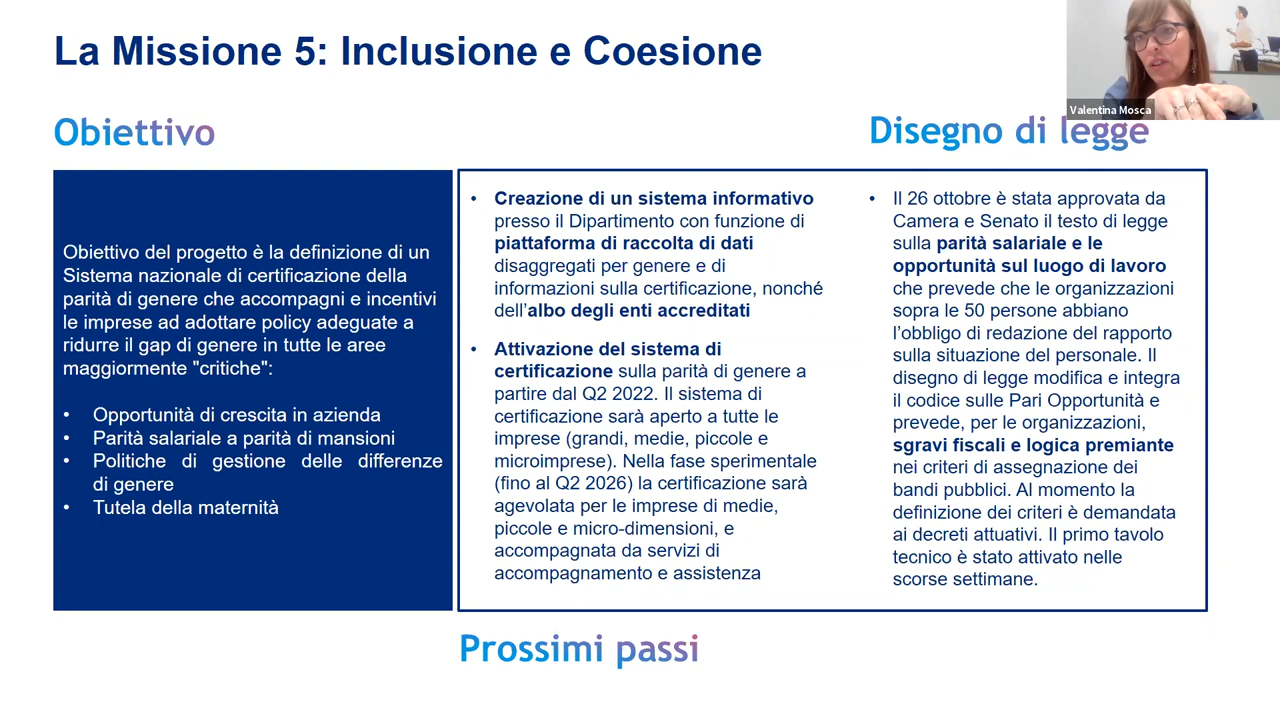 La Missione 5: Inclusione e Coesione
Valentina Mosca
Obiettivo
Disegno di legge
Obiettivo del progetto è la definizione di un
Sistema nazionale di certificazione della
parità di genere che accompagni e incentivi
le imprese ad adottare policy adeguate a
ridurre il gap di genere in tutte le aree
maggiormente "critiche":
• Opportunità di crescita in azienda
• Parità salariale a parità di mansioni
• Politiche di gestione delle differenze
di genere
• Tutela della maternità
• Creazione di un sistema informativo
presso il Dipartimento con funzione di
piattaforma di raccolta di dati
disaggregati per genere e di
informazioni sulla certificazione, nonché
dell’albo degli enti accreditati
• Attivazione del sistema di
certificazione sulla parità di genere a
partire dal Q2 2022. Il sistema di
certificazione sarà aperto a tutte le
imprese (grandi, medie, piccole e
microimprese). Nella fase sperimentale
(fino al Q2 2026) la certificazione sarà
agevolata per le imprese di medie,
piccole e micro-dimensioni, e
accompagnata da servizi di
accompagnamento e assistenza
• Il 26 ottobre è stata approvata da
Camera e Senato il testo di legge
sulla parità salariale e le
opportunità sul luogo di lavoro
che prevede che le organizzazioni
sopra le 50 persone abbiano
l’obbligo di redazione del rapporto
sulla situazione del personale. Il
disegno di legge modifica e integra
il codice sulle Pari Opportunità e
prevede, per le organizzazioni,
sgravi fiscali e logica premiante
nei criteri di assegnazione dei
bandi pubblici. Al momento la
definizione dei criteri è demandata
ai decreti attuativi. Il primo tavolo
tecnico è stato attivato nelle
scorse settimane.
Prossimi passi